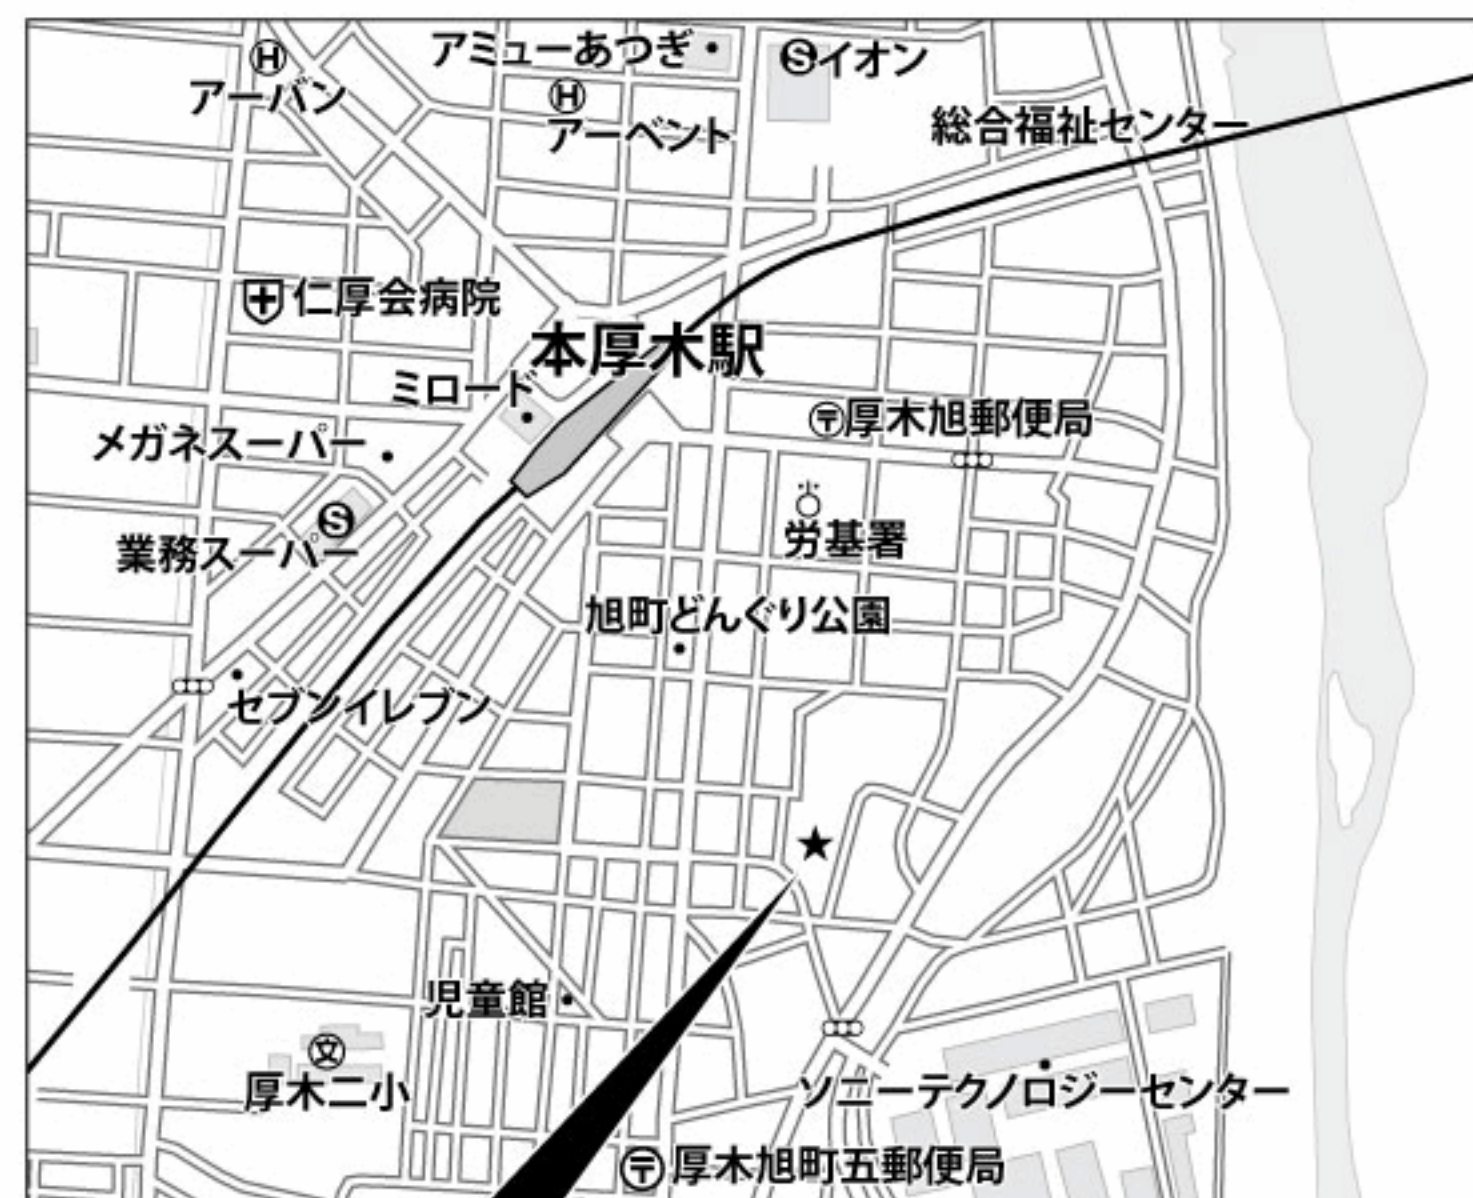 アミューあつぎ
Ⓢイオン
Ⓗ
アーバン
Ⓗ
アーベント
総合福祉センター
仁厚会病院
本厚木駅
ミロード
〒厚木旭郵便局
メガネスーパー
Ⓢ
業務スーパー
労基署
旭町どんぐり公園
セブンイレブン
★
児童館
文
厚木二小
ソニーテクノロジーセンター
〒厚木旭町五郵便局